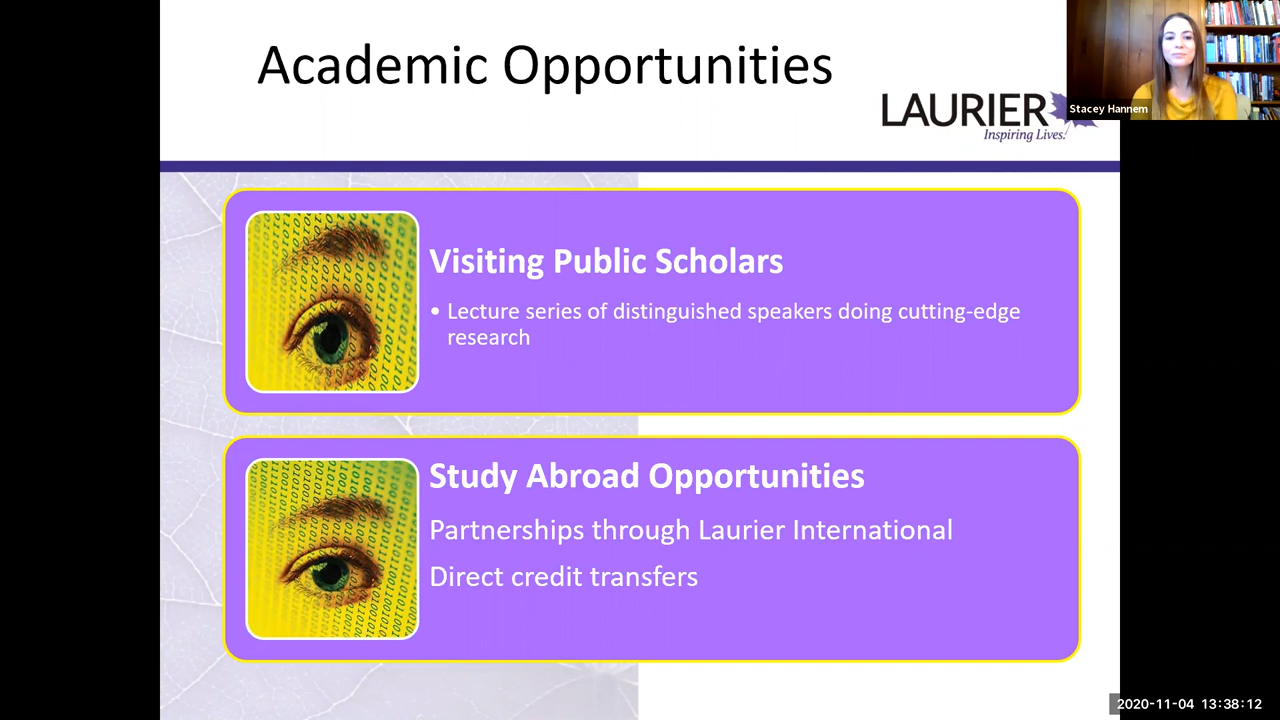 Academic Opportunities
LAURIER
Inspiring Lives.
Stacey Hannem
Visiting Public Scholars
• Lecture series of distinguished speakers doing cutting-edge
research
Study Abroad Opportunities
Partnerships through Laurier International
Direct credit transfers
2020-11-04 13:38:12